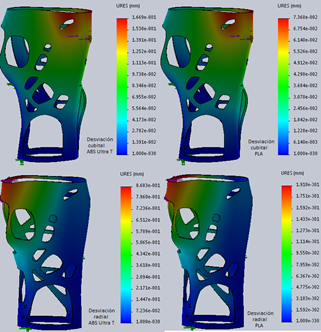 URES (mm)
1.669e-001
1.530e-001
1.391e-001
1.252e-001
1.113e-001
9.737e-002
8.346e-002
6.955e-002
5.564e-002
4.173e-002
2.782e-002
1.391e-002
1.000e-030
Desviación
cubital
ABS Ultra T
URES (mm)
7.368e-002
6.754e-002
6.140e-002
5.526e-002
4.912e-002
4.298e-002
3.684e-002
3.070e-002
2.456e-002
1.842e-002
1.228e-002
6.140e-003
1.000e-030
Desviación
cubital
PLA
URES (mm)
8.683e-001
7.960e-001
7.236e-001
6.512e-001
5.789e-001
5.065e-001
4.342e-001
3.618e-001
2.894e-001
2.171e-001
1.447e-001
7.236e-002
1.000e-030
Desviación
radial
ABS Ultra T
URES (mm)
1.910e-001
1.751e-001
1.592e-001
1.433e-001
1.273e-001
1.114e-001
9.550e-002
7.959e-002
6.367e-002
4.775e-002
3.183e-002
1.592e-002
1.000e-030
Desviación
radial
PLA